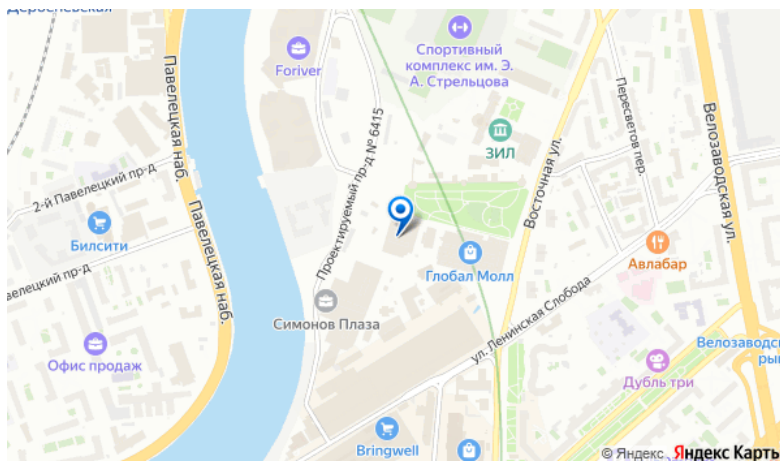 Дербеневская
Павелецкая наб.
Foriver
Спортивный
комплекс им. Э.
А. Стрельцова
ЗИЛ
Восточная ул.
Пересветов пер.
Велозаводская ул.
2-й Павелецкий пр-д
Проектируемый пр-д № 6415
Билсити
Павелецкая наб.
авелецкий пр-д
Глобал Молл
Авлабар
Симонов Плаза
ул. Ленинская Слобода
Офис продаж
Велозаводс
рын
Дубль три
Bringwell
© Яндекс Яндекс Карты